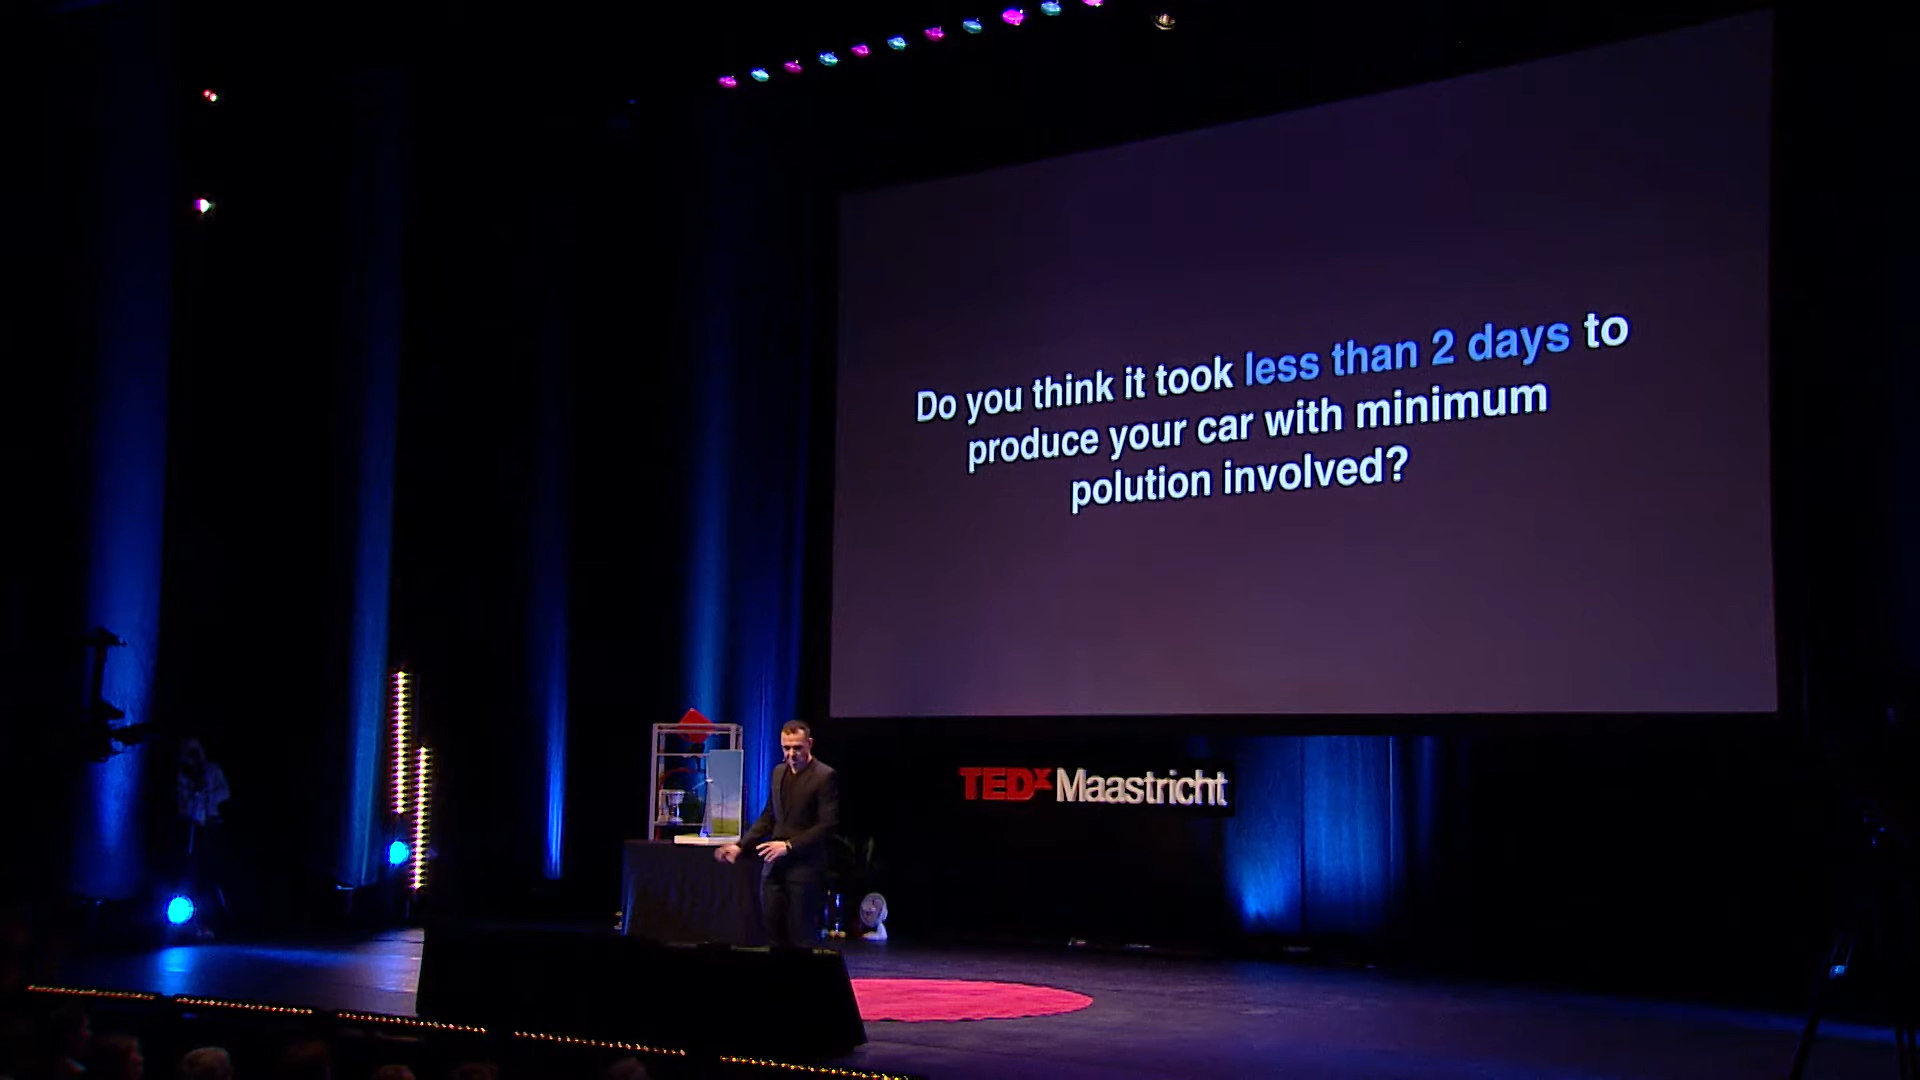 Do you think it took less than 2 days to
produce your car with minimum
polution involved?
TEDx Maastricht